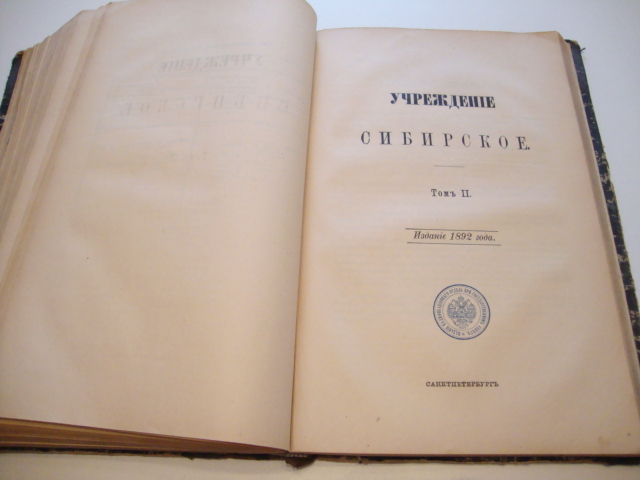 УЧРЕЖДЕНІЕ
СИБИРСКОЕ.
Томъ II.
Изданіе 1892 года.
САНКТПЕТЕРБУРГЪ